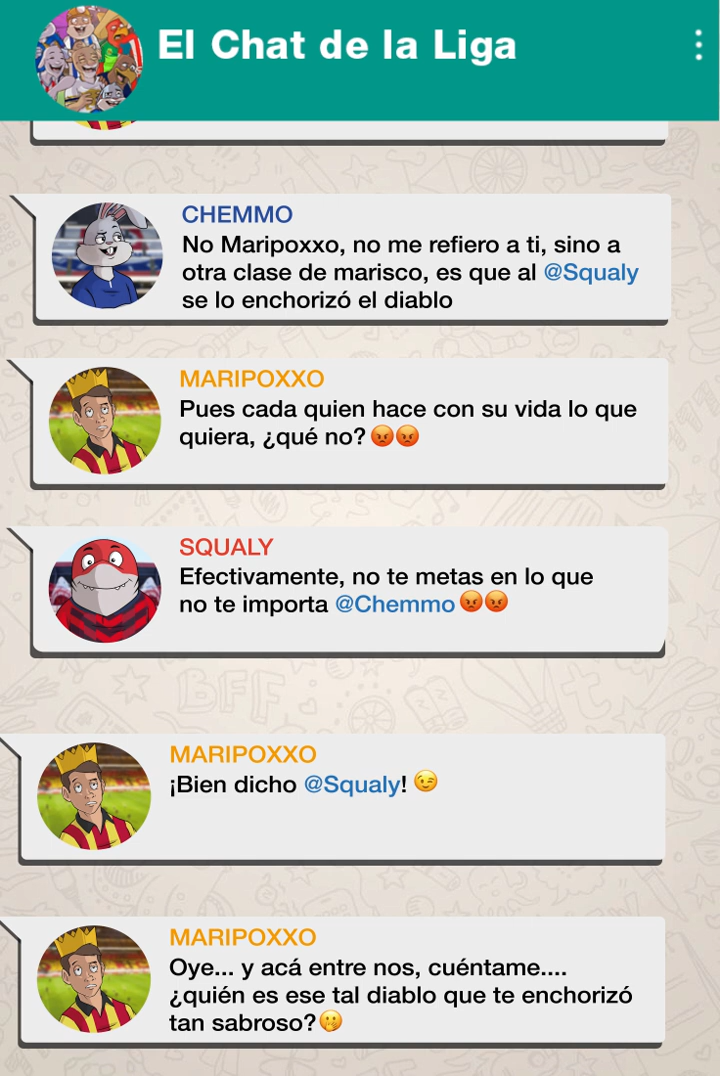 El Chat de la Liga
CHEMMO
No Maripoxxo, no me refiero a ti, sino a
otra clase de marisco, es que al @Squaly
se lo enchorizó el diablo
MARIPOXXO
Pues cada quien hace con su vida lo que
quiera, ¿qué no?😡😡
SQUALY
Efectivamente, no te metas en lo que
no te importa @Chemmo😡😡
MARIPOXXO
¡Bien dicho @Squaly! 😉
MARIPOXXO
Oye... y acá entre nos, cuéntame....
¿quién es ese tal diablo que te enchorizó
tan sabroso?🤫
BFF